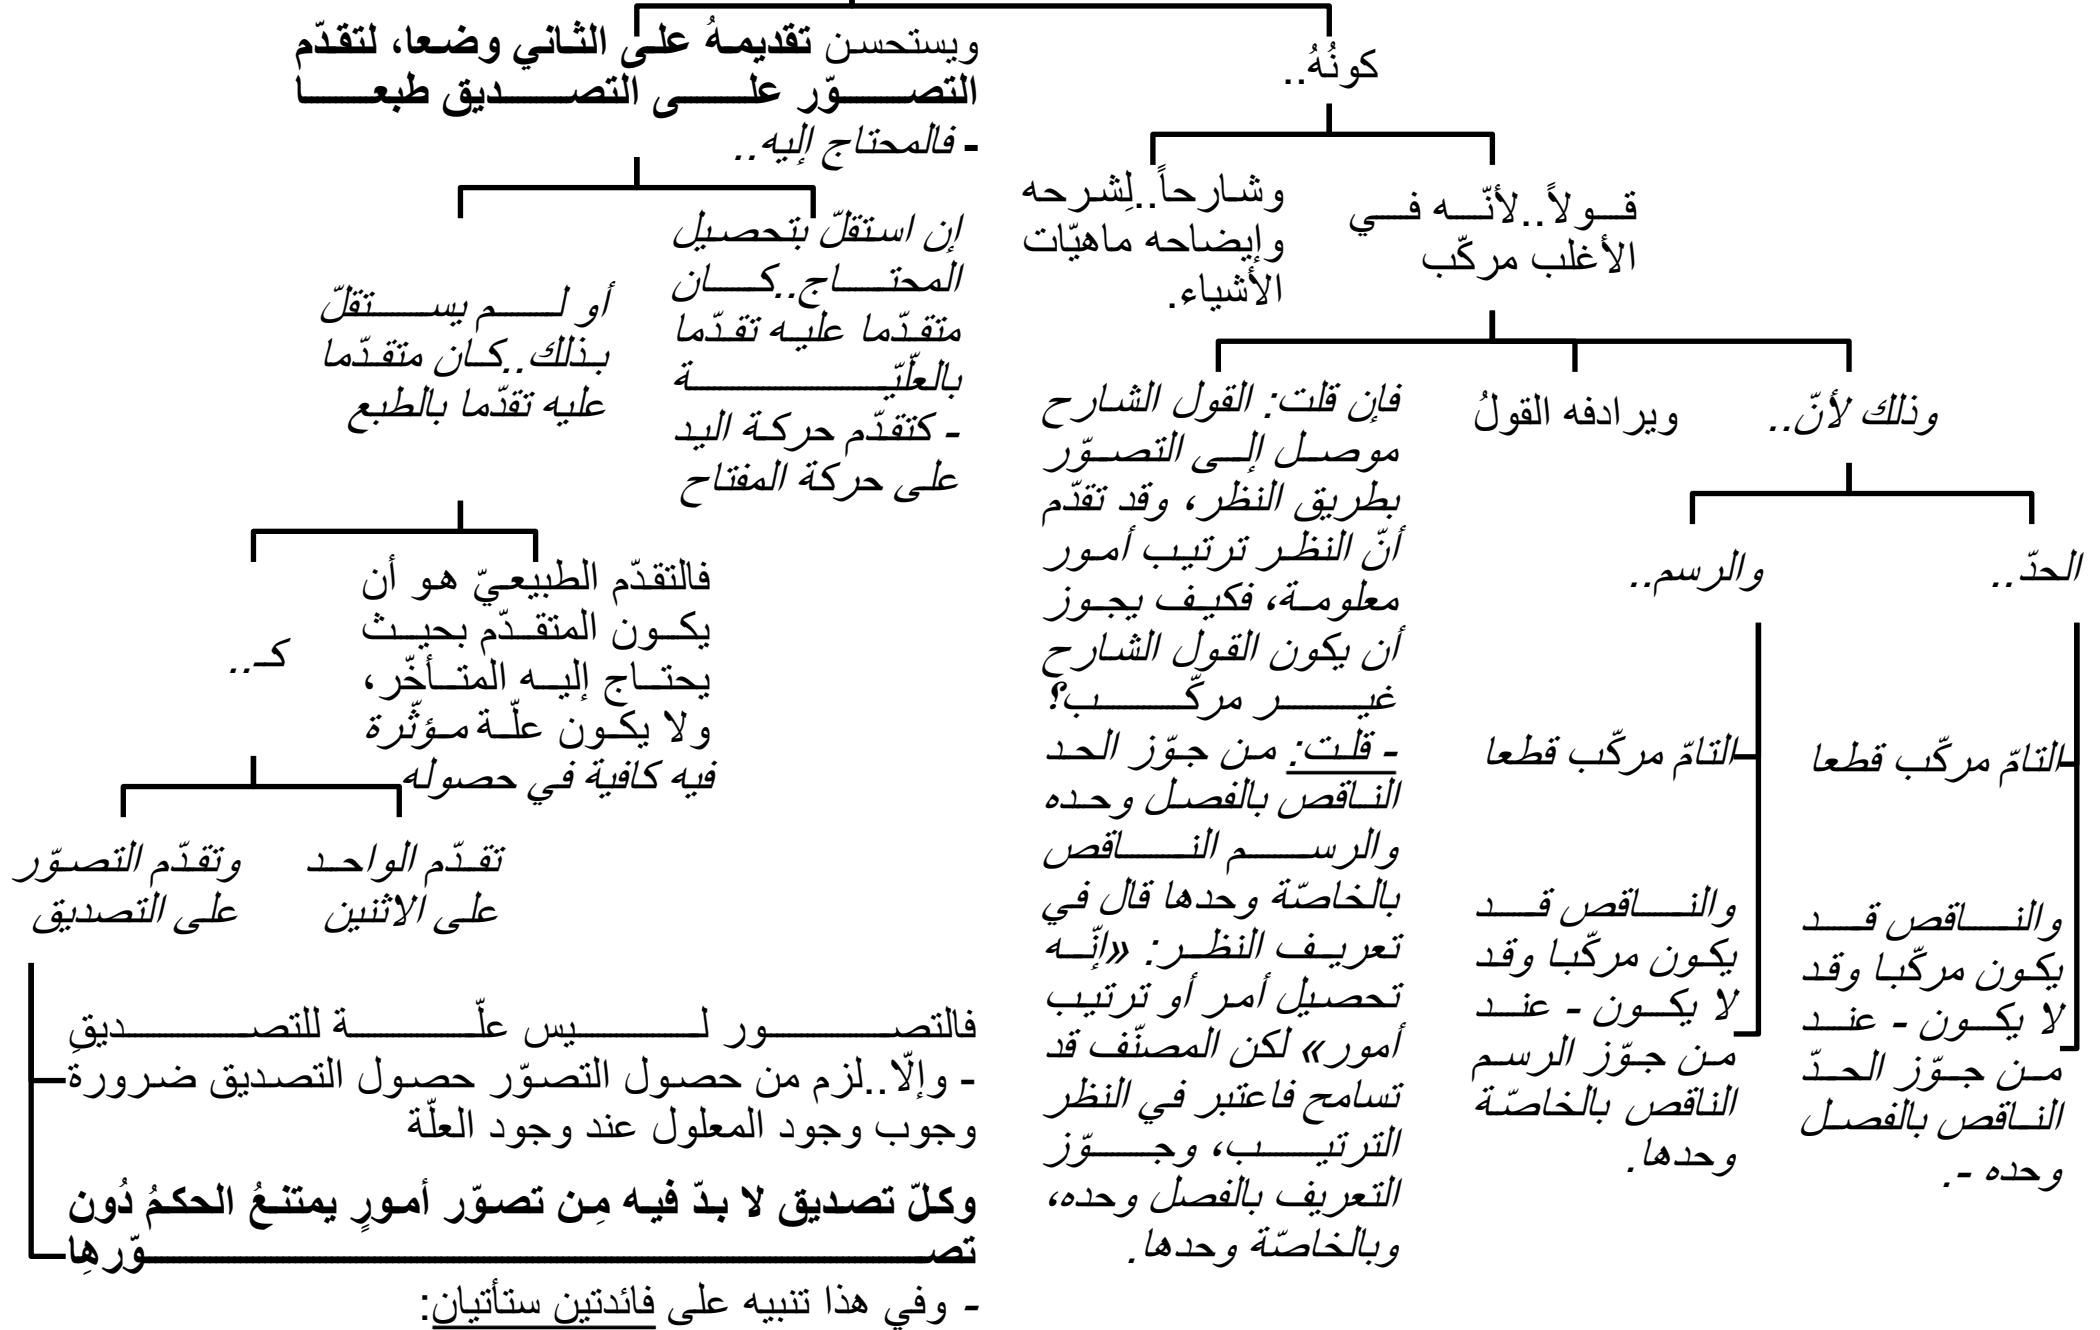 كونُهُ..
قولاً..لأنّه في
الأغلب مركّب
وذلك لأنّ..
الحدّ..
التامّ مركّب قطعا
والناقص قد
يكون مركّبا وقد
لا يكون - عند
من جوّز الحدّ
الناقص بالفصل
وحده -.
والرسم..
التامّ مركّب قطعا
والناقص قد
يكون مركّبا وقد
لا يكون - عند
من جوّز الرسم
الناقص بالخاصّة
وحدها.
ويرادفه القولُ
فإن قلت: القول الشارح
موصل إلى التصوّر
بطريق النظر، وقد تقدّم
أنّ النظر ترتيب أمور
معلومة، فكيف يجوز
أن يكون القول الشارح
غير مركّب؟
- قلت: من جوّز الحد
الناقص بالفصل وحده
والرسم الناقص
بالخاصّة وحدها قال في
تعريف النظر: «إنّه
تحصيل أمر أو ترتيب
أمور» لكن المصنّف قد
تسامح فاعتبر في النظر
الترتيب، وجوّز
التعريف بالفصل وحده،
وبالخاصّة وحدها.
وشارحاً..لِشرحه
وإيضاحه ماهيّات
الأشياء.
ويستحسن تقديمهُ على الثاني وضعا، لتقدّم
التصوّر على التصديق طبعا
- فالمحتاج إليه..
إن استقلّ بتحصيل
المحتاج..كان
متقدّما عليه تقدّما
بالعلّيّة
- كتقدّم حركة اليد
على حركة المفتاح
أو لم يستقلّ
بذلك..كان متقدّما
عليه تقدّما بالطبع
فالتقدّم الطبيعيّ هو أن
يكون المتقدّم بحيث
يحتاج إليه المتأخّر،
ولا يكون علّة مؤثّرة
فيه كافية في حصوله
كـ..
تقدّم الواحد
على الاثنين
وتقدّم التصوّر
على التصديق
فالتصور ليس علّة للتصديقِ
- وإلّا..لزم من حصول التصوّر حصول التصديق ضرورةَ
وجوب وجود المعلول عند وجود العلّة
وكلّ تصديق لا بدّ فيه مِن تصوّر أمورٍ يمتنعُ الحكمُ دُون
تصوّرهِا
- وفي هذا تنبيه على فائدتين ستأتيان: